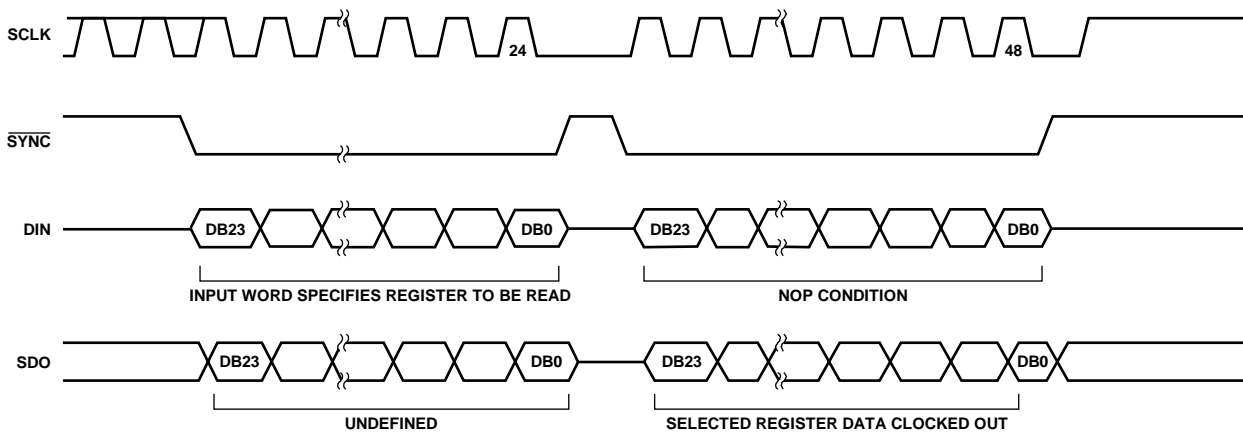 SCLK
24
48
SYNC
DIN
DB23
DB0
DB23
DB0
INPUT WORD SPECIFIES REGISTER TO BE READ
NOP CONDITION
SDO
DB23
DB0
DB23
DB0
UNDEFINED
SELECTED REGISTER DATA CLOCKED OUT